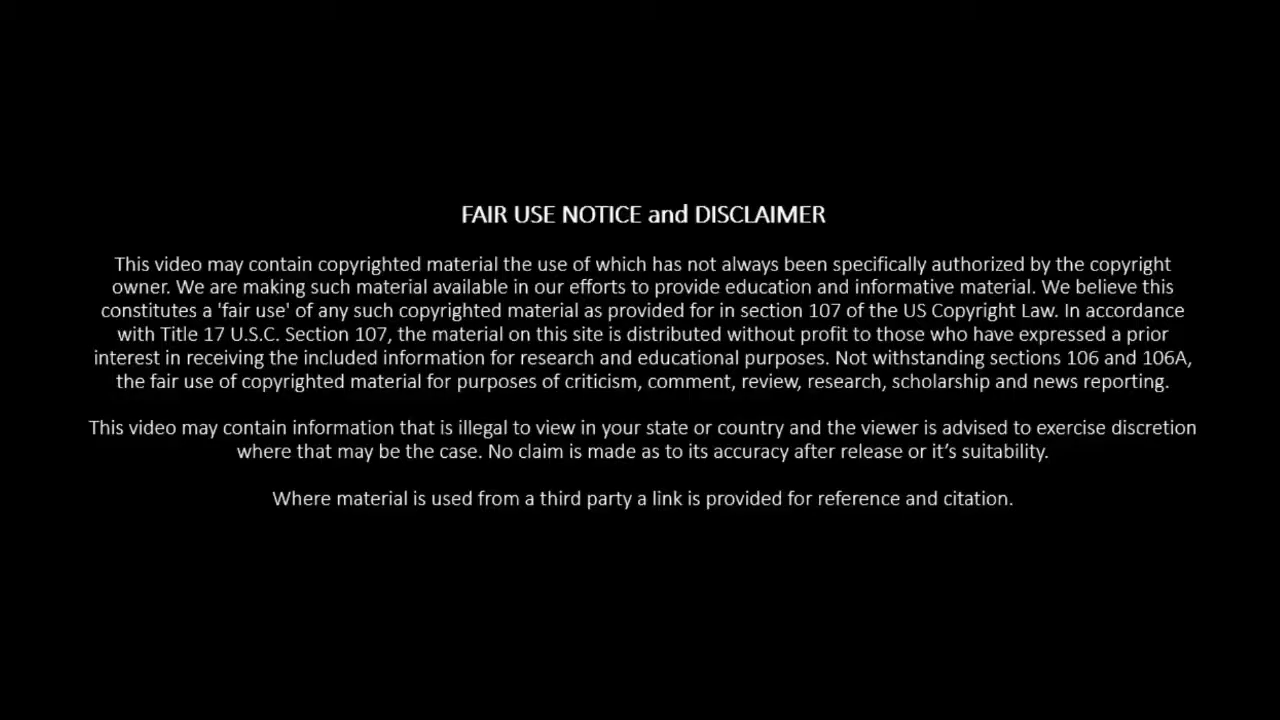 FAIR USE NOTICE and DISCLAIMER
This video may contain copyrighted material the use of which has not always been specifically authorized by the copyright
owner. We are making such material available in our efforts to provide education and informative material. We believe this
constitutes a 'fair use' of any such copyrighted material as provided for in section 107 of the US Copyright Law. In accordance
with Title 17 U.S.C. Section 107, the material on this site is distributed without profit to those who have expressed a prior
interest in receiving the included information for research and educational purposes. Not withstanding sections 106 and 106A,
the fair use of copyrighted material for purposes of criticism, comment, review, research, scholarship and news reporting.
This video may contain information that is illegal to view in your state or country and the viewer is advised to exercise discretion
where that may be the case. No claim is made as to its accuracy after release or it’s suitability.
Where material is used from a third party a link is provided for reference and citation.